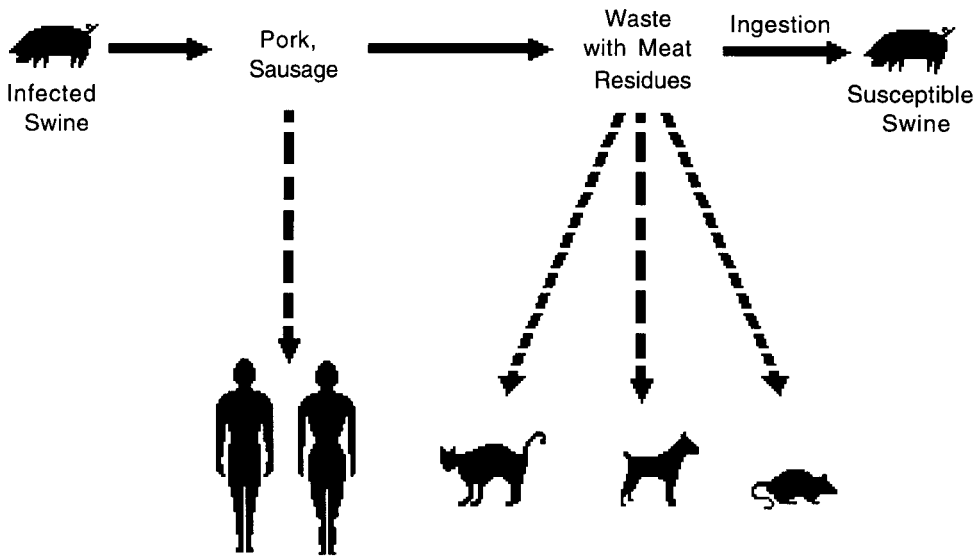 Infected
Swine
Pork,
Sausage
Waste
with Meat
Residues
Ingestion
Susceptible
Swine